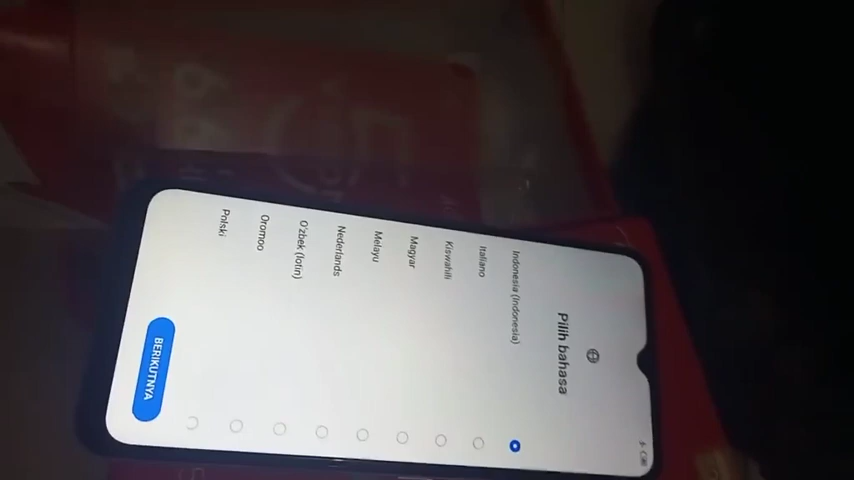 Pilih bahasa
Indonesia (Indonesia)
Italiano
Kiswahili
Magyar
Melayu
Nederlands
O'zbek (lotin)
Oromoo
Polski
BERIKUTNYA